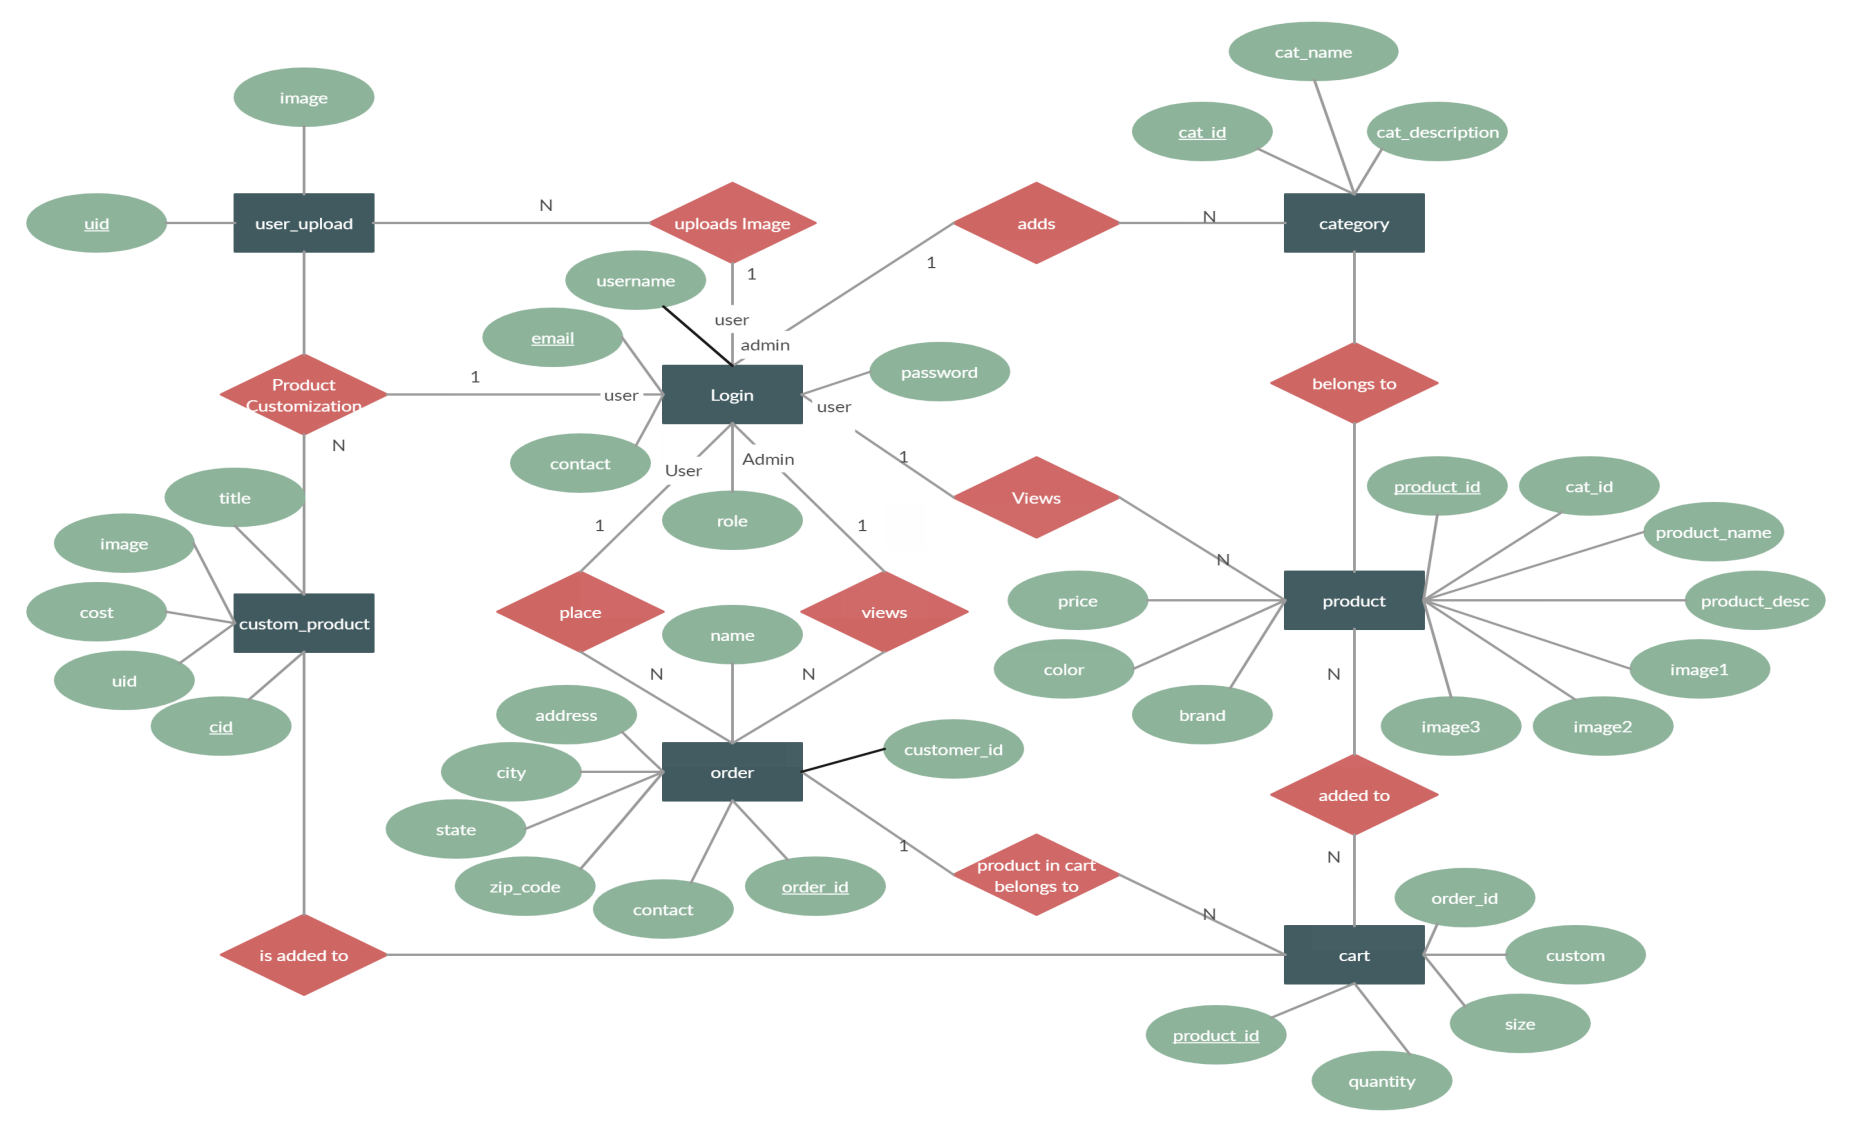 cat_name
image
cat_id
cat_description
uid
user_upload
N
uploads Image
adds
N
category
1
1
username
user
admin
email
password
Product
Customization
1
user
Login
user
belongs to
N
contact
User
Admin
1
Views
product_id
cat_id
title
role
1
1
image
N
product_name
cost
custom_product
place
name
views
price
product
product_desc
uid
N
N
color
N
image1
cid
address
brand
image3
image2
city
order
customer_id
added to
state
1
N
zip_code
contact
order_id
product in cart
belongs to
N
order_id
is added to
cart
custom
product_id
size
quantity